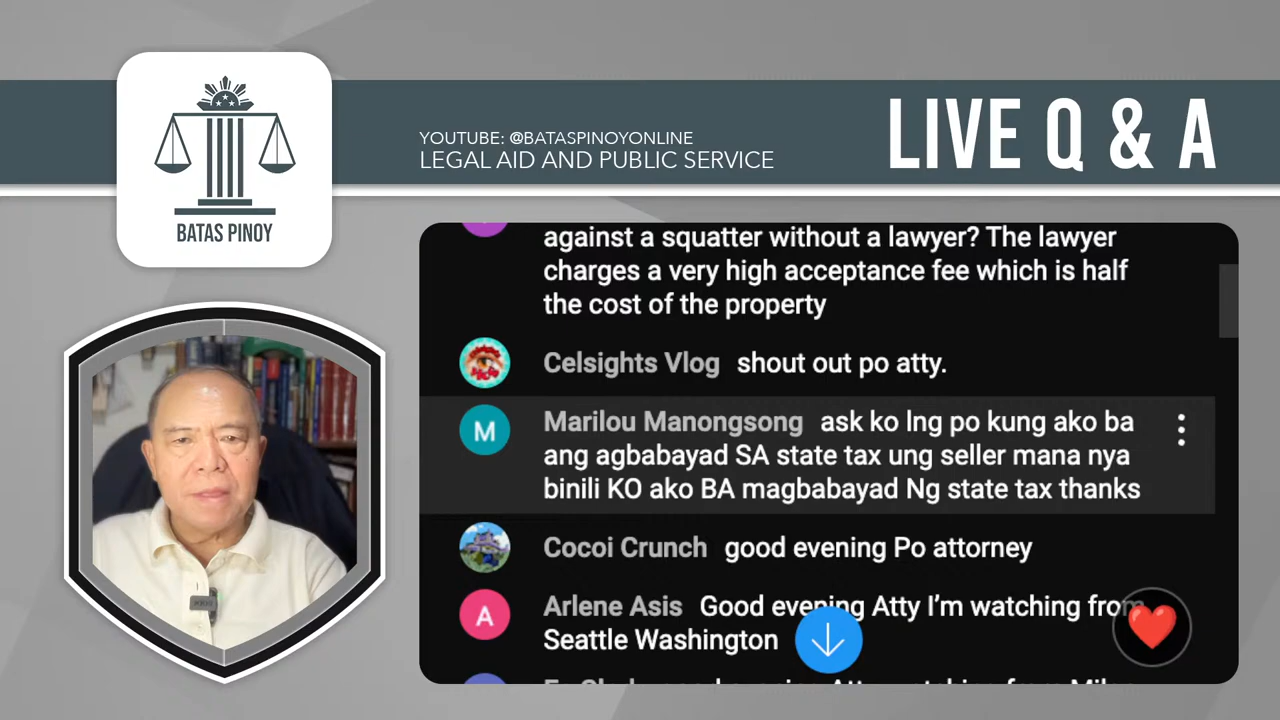 BATAS PINOY
YOUTUBE: @BATASPINOYONLINE
LEGAL AID AND PUBLIC SERVICE
LIVE Q & A
against a squatter without a lawyer? The lawyer
charges a very high acceptance fee which is half
the cost of the property
Celsights Vlog shout out po atty.
M
Marilou Manongsong ask ko lng po kung ako ba
ang agbabayad SA state tax ung seller mana nya
binili KO ako BA magbabayad Ng state tax thanks
Cocoi Crunch good evening Po attorney
A
Arlene Asis Good evening Atty I'm watching from
Seattle Washington